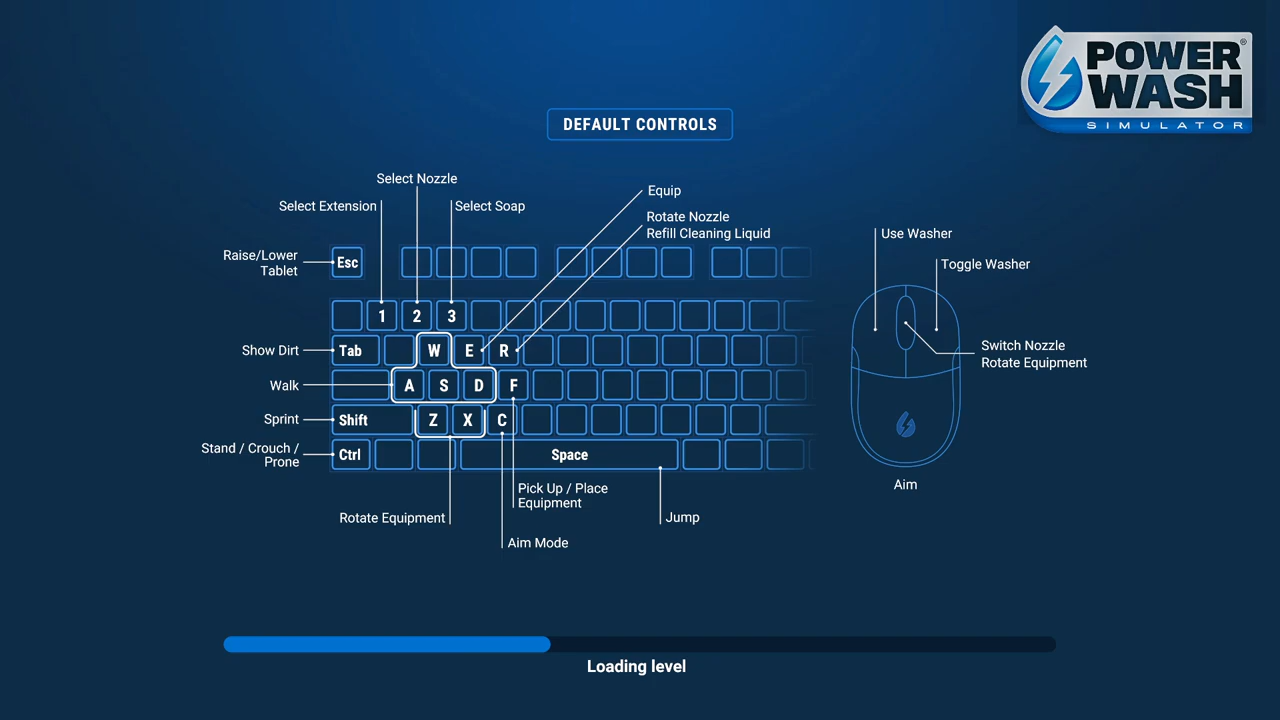 POWER
WASH®
SIMULATOR
DEFAULT CONTROLS
Select Nozzle
Select Extension
Select Soap
Equip
Rotate Nozzle
Refill Cleaning Liquid
Use Washer
Toggle Washer
Raise/Lower
Tablet
Esc
1 2 3
Show Dirt
Tab W E R
Switch Nozzle
Rotate Equipment
Walk
A S D F
Sprint
Shift Z X C
Stand / Crouch /
Prone
Ctrl Space
Aim
Pick Up / Place
Equipment
Rotate Equipment
Jump
Aim Mode
Loading level